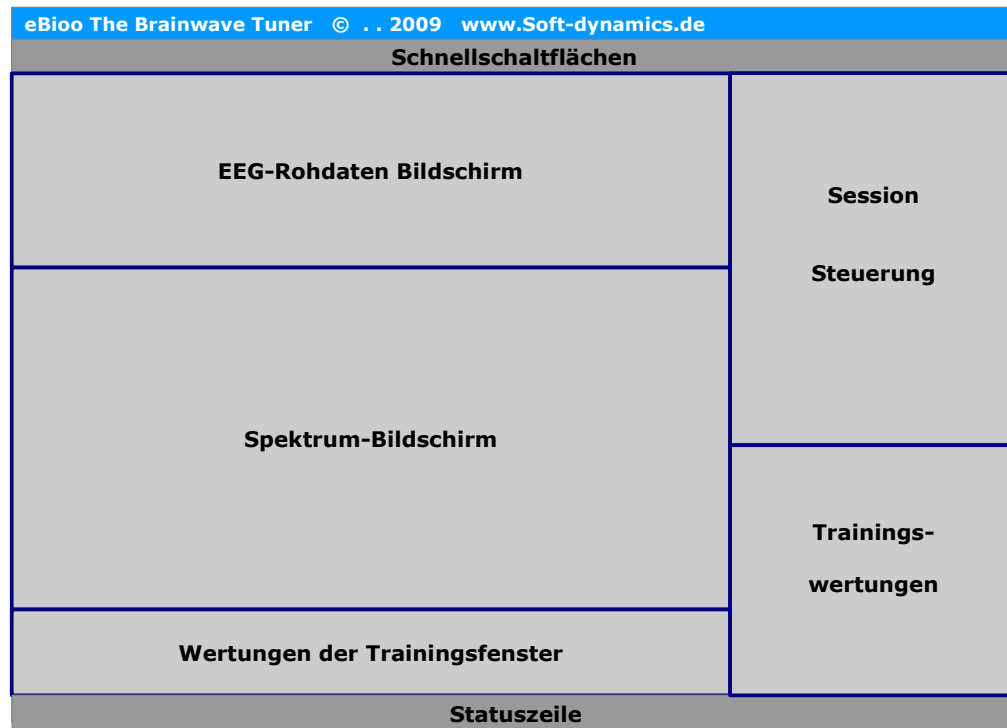 eBioo The Brainwave Tuner © . . 2009 www.Soft-dynamics.de
Schnellschaltflächen
EEG-Rohdaten Bildschirm
Session
Steuerung
Spektrum-Bildschirm
Trainings-
wertungen
Wertungen der Trainingsfenster
Statuszeile